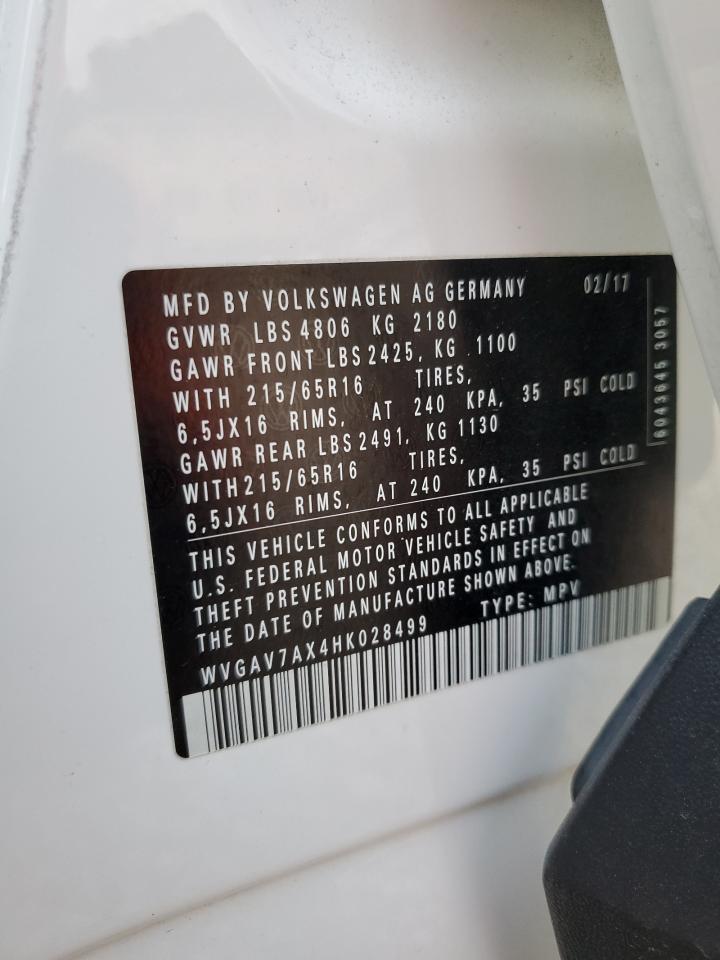 MFD BY VOLKSWAGEN AG GERMANY 02/17
GVWR LBS 4806 KG 2180
GAWR FRONT LBS 2425, KG 1100
WITH 215/65R16 TIRES,
6,5JX16 RIMS, AT 240 KPA, 35 PSI COLD
GAWR REAR LBS 2491, KG 1130
WITH 215/65R16 TIRES,
6,5JX16 RIMS, AT 240 KPA, 35 PSI COLD
6043645 3057
THIS VEHICLE CONFORMS TO ALL APPLICABLE
U.S. FEDERAL MOTOR VEHICLE SAFETY AND
THEFT PREVENTION STANDARDS IN EFFECT ON
THE DATE OF MANUFACTURE SHOWN ABOVE.
WVGAV7AX4HK028499 TYPE: MPV